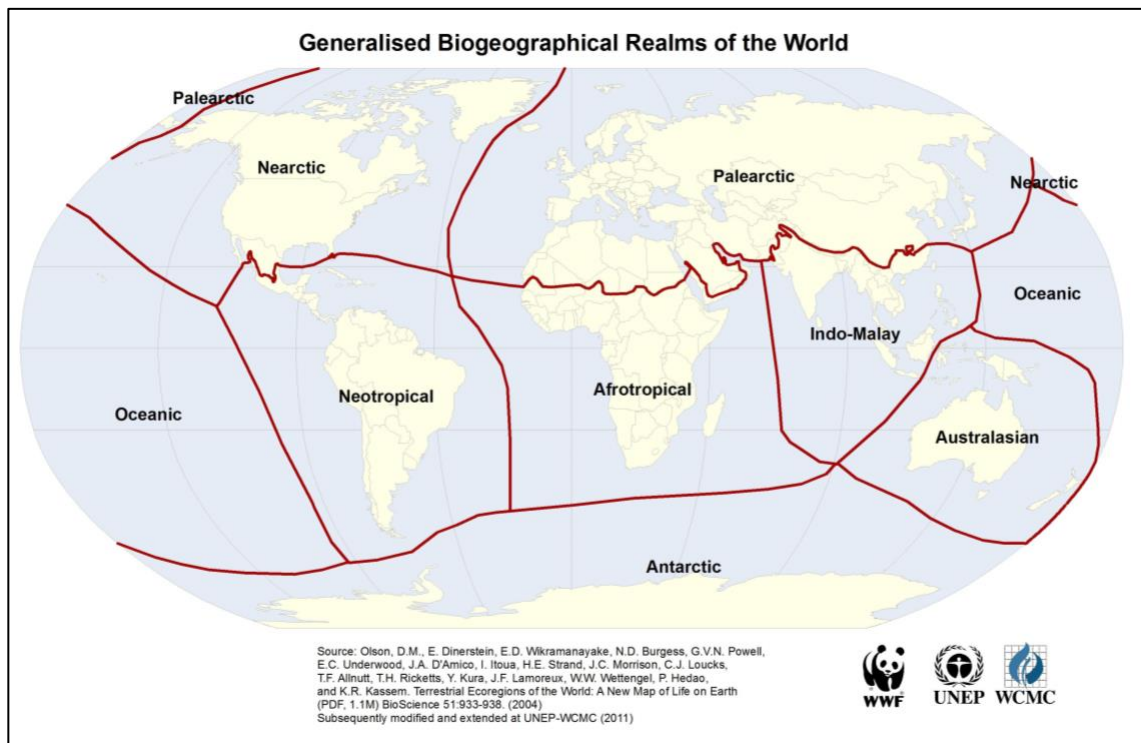 Generalised Biogeographical Realms of the World
Palearctic
Nearctic
Palearctic
Nearctic
Oceanic
Indo-Malay
Neotropical
Afrotropical
Oceanic
Australasian
Antarctic
Source: Olson, D.M., E. Dinerstein, E.D. Wikramanayake, N.D. Burgess, G.V.N. Powell,
E.C. Underwood, J.A. D'Amico, I. Itoua, H.E. Strand, J.C. Morrison, C.J. Loucks,
T.F. Allnutt, T.H. Ricketts, Y. Kura, J.F. Lamoreux, W.W. Wettengel, P. Hedao,
and K.R. Kassem. Terrestrial Ecoregions of the World: A New Map of Life on Earth
(PDF, 1.1M) BioScience 51:933-938. (2004)
Subsequently modified and extended at UNEP-WCMC (2011)
WWF
UNEP
WCMC